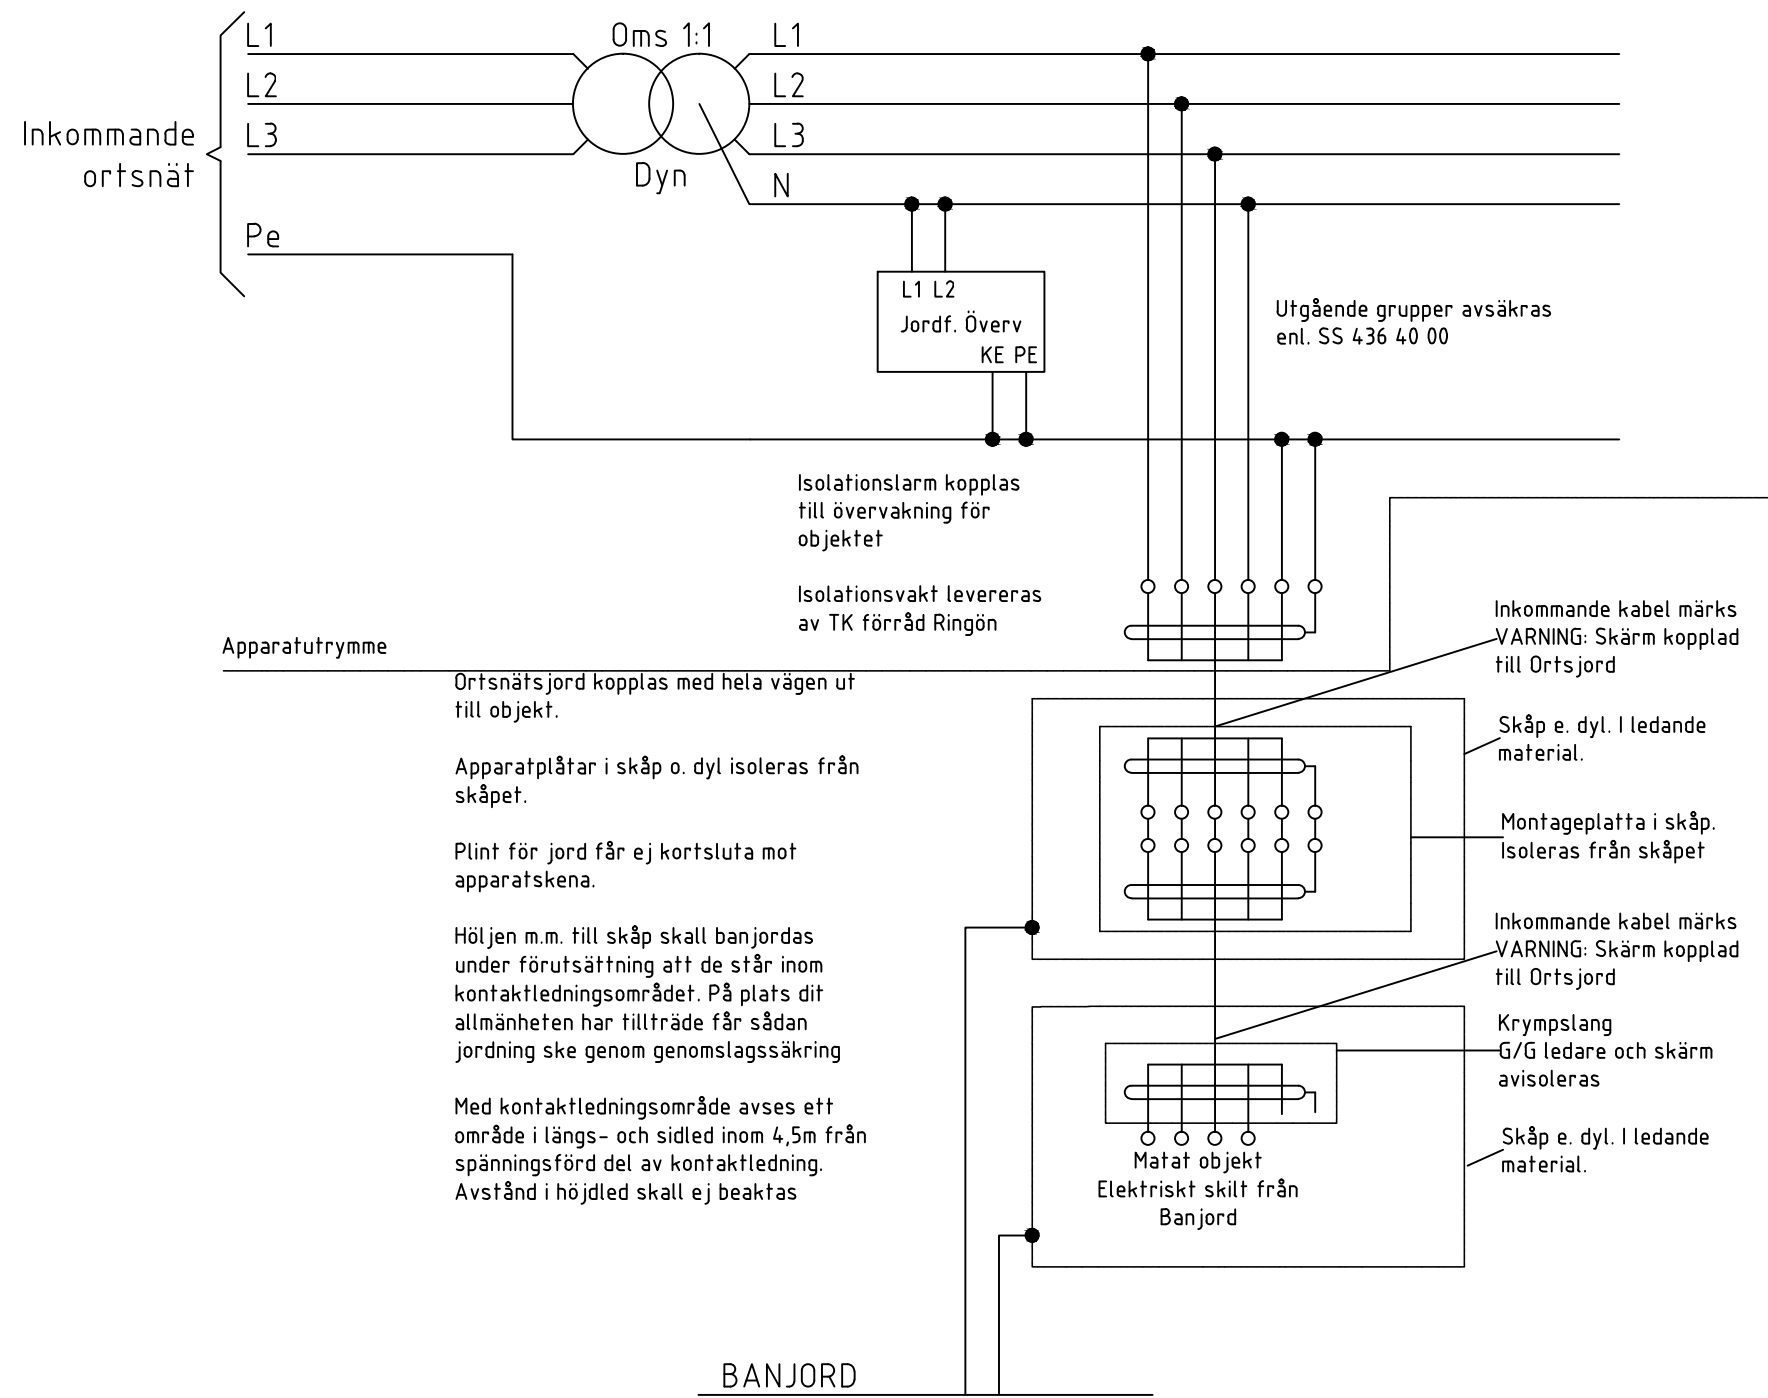 Inkommande
ortsnät
L1
L2
L3
Pe
Oms 1:1
Dyn
L1
L2
L3
N
L1 L2
Jordf. Överv
KE PE
Utgående grupper avsäkras
enl. SS 436 40 00
Isolationslarm kopplas
till övervakning för
objektet
Isolationsvakt levereras
av TK förråd Ringön
Apparatutrymme
Ortsnätsjord kopplas med hela vägen ut
till objekt.
Apparatplåtar i skåp o. dyl isoleras från
skåpet.
Plint för jord får ej kortsluta mot
apparatskena.
Höljen m.m. till skåp skall banjordas
under förutsättning att de står inom
kontaktledningsområdet. På plats dit
allmänheten har tillträde får sådan
jordning ske genom genomslagssäkring
Med kontaktledningsområde avses ett
område i längs- och sidled inom 4,5m från
spänningsförd del av kontaktledning.
Avstånd i höjdled skall ej beaktas
Inkommande kabel märks
VARNING: Skärm kopplad
till Ortsjord
Skåp e. dyl. I ledande
material.
Montageplatta i skåp.
Isoleras från skåpet
Inkommande kabel märks
VARNING: Skärm kopplad
till Ortsjord
Krympslang
G/G ledare och skärm
avisoleras
Skåp e. dyl. I ledande
material.
Matat objekt
Elektriskt skilt från
Banjord
BANJORD